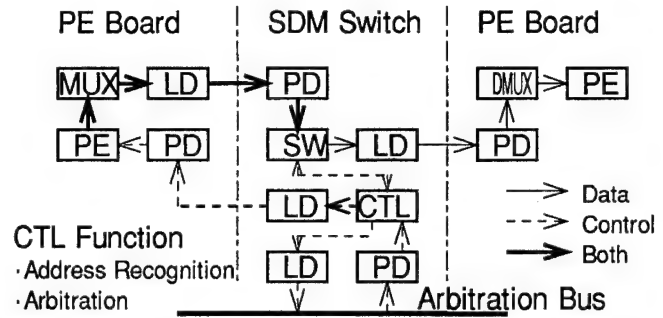 PE Board SDM Switch PE Board
MUX LD PD DMUX PE
PE PD SW LD PD
LD CTL
Data
Control
Both
CTL Function
·Address Recognition
·Arbitration
LD PD
Arbitration Bus